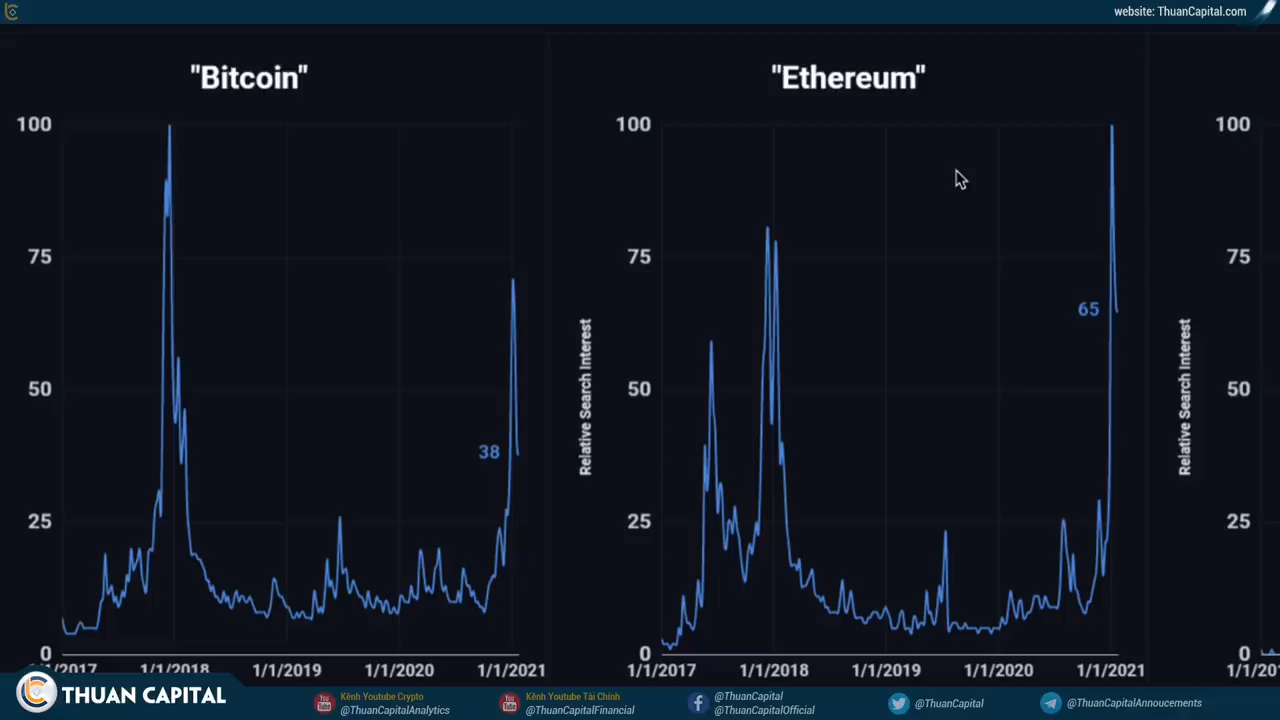 website: ThuanCapital.com
"Bitcoin"
100
75
50
25
0
38
1/1/2017
1/1/2018
1/1/2019
1/1/2020
1/1/2021
"Ethereum"
Relative Search Interest
100
75
50
25
0
65
1/1/2017
1/1/2018
1/1/2019
1/1/2020
1/1/2021
Relative Search Interest
100
75
50
25
0
THUAN CAPITAL
Kênh Youtube Crypto
@ThuanCapitalAnalytics
Kênh Youtube Tài Chính
@ThuanCapitalFinancial
@ThuanCapital
@ThuanCapitalOfficial
@ThuanCapital
@ThuanCapitalAnnoucements